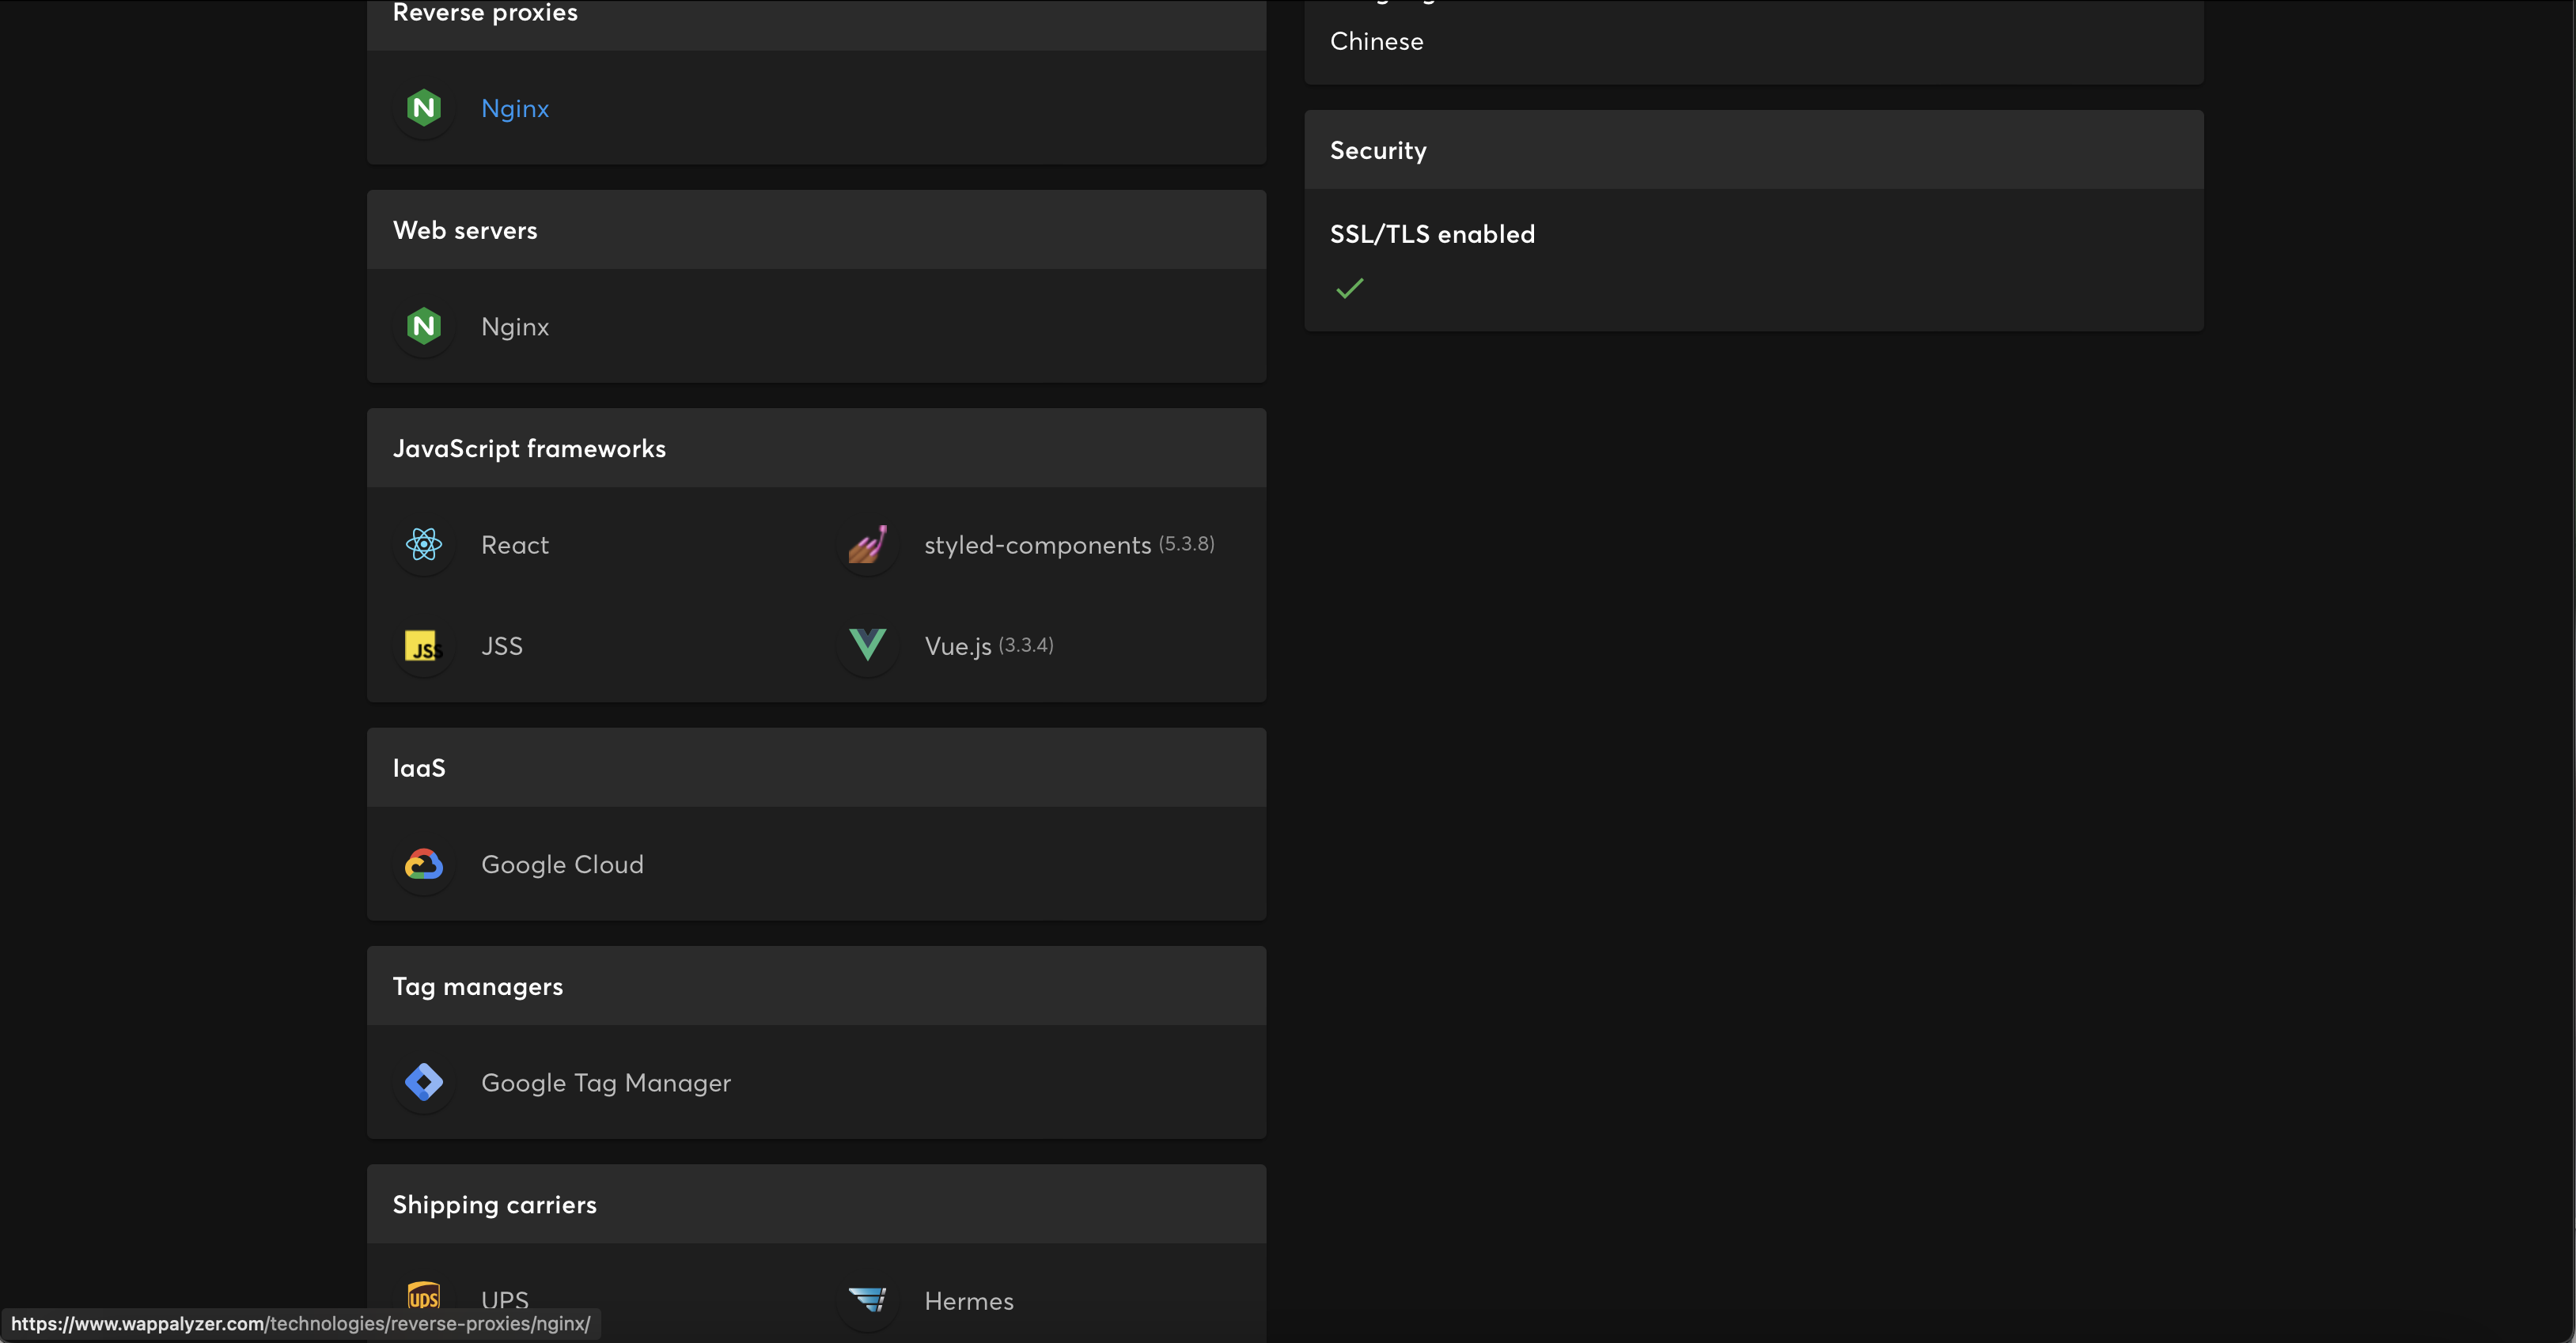 Reverse proxies
Nginx
Web servers
Nginx
JavaScript frameworks
React
styled-components (5.3.8)
JSS
Vue.js (3.3.4)
IaaS
Google Cloud
Tag managers
Google Tag Manager
Shipping carriers
UPS
Hermes
https://www.wappalyzer.com/technologies/reverse-proxies/nginx/
Chinese
Security
SSL/TLS enabled